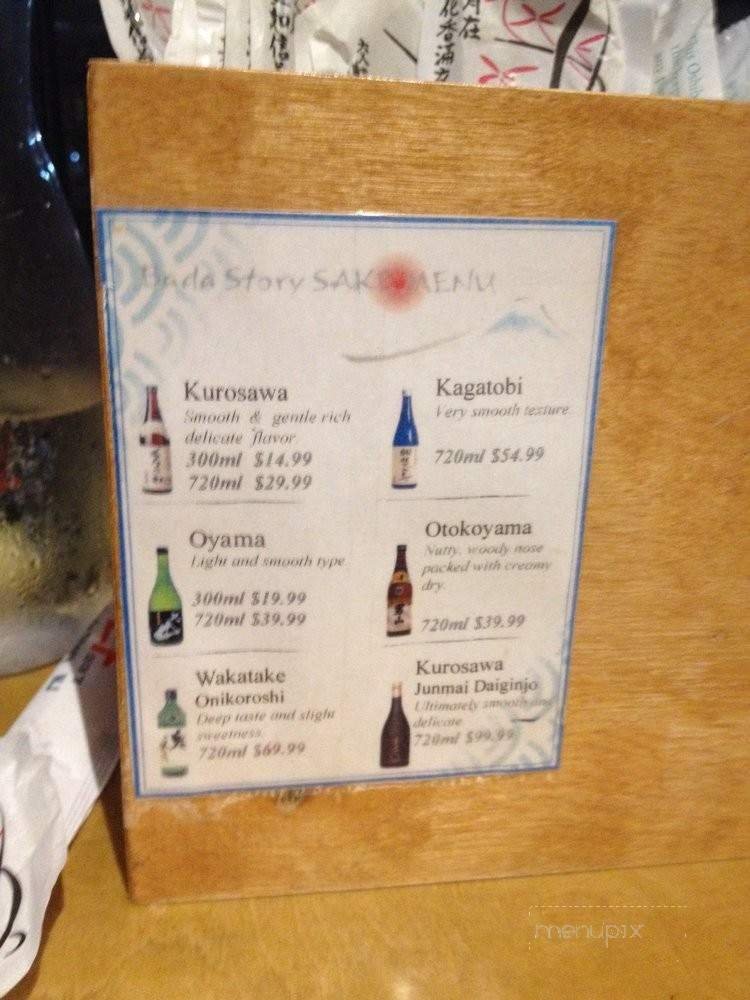 Story SAKE MENU
Kurosawa
Smooth & gentle rich
delicate flavor.
300ml $14.99
720ml $29.99
Oyama
Light and smooth type.
300ml $19.99
720ml $39.99
Wakatake
Onikoroshi
Deep taste and slight
sweetness.
720ml $69.99
Kagatobi
Very smooth texture.
720ml $54.99
Otokoyama
Nutty, woody nose
packed with creamy
dry.
720ml $39.99
Kurosawa
Junmai Daiginjo
Ultimately smooth and
delicate.
720ml $99.99
menupix